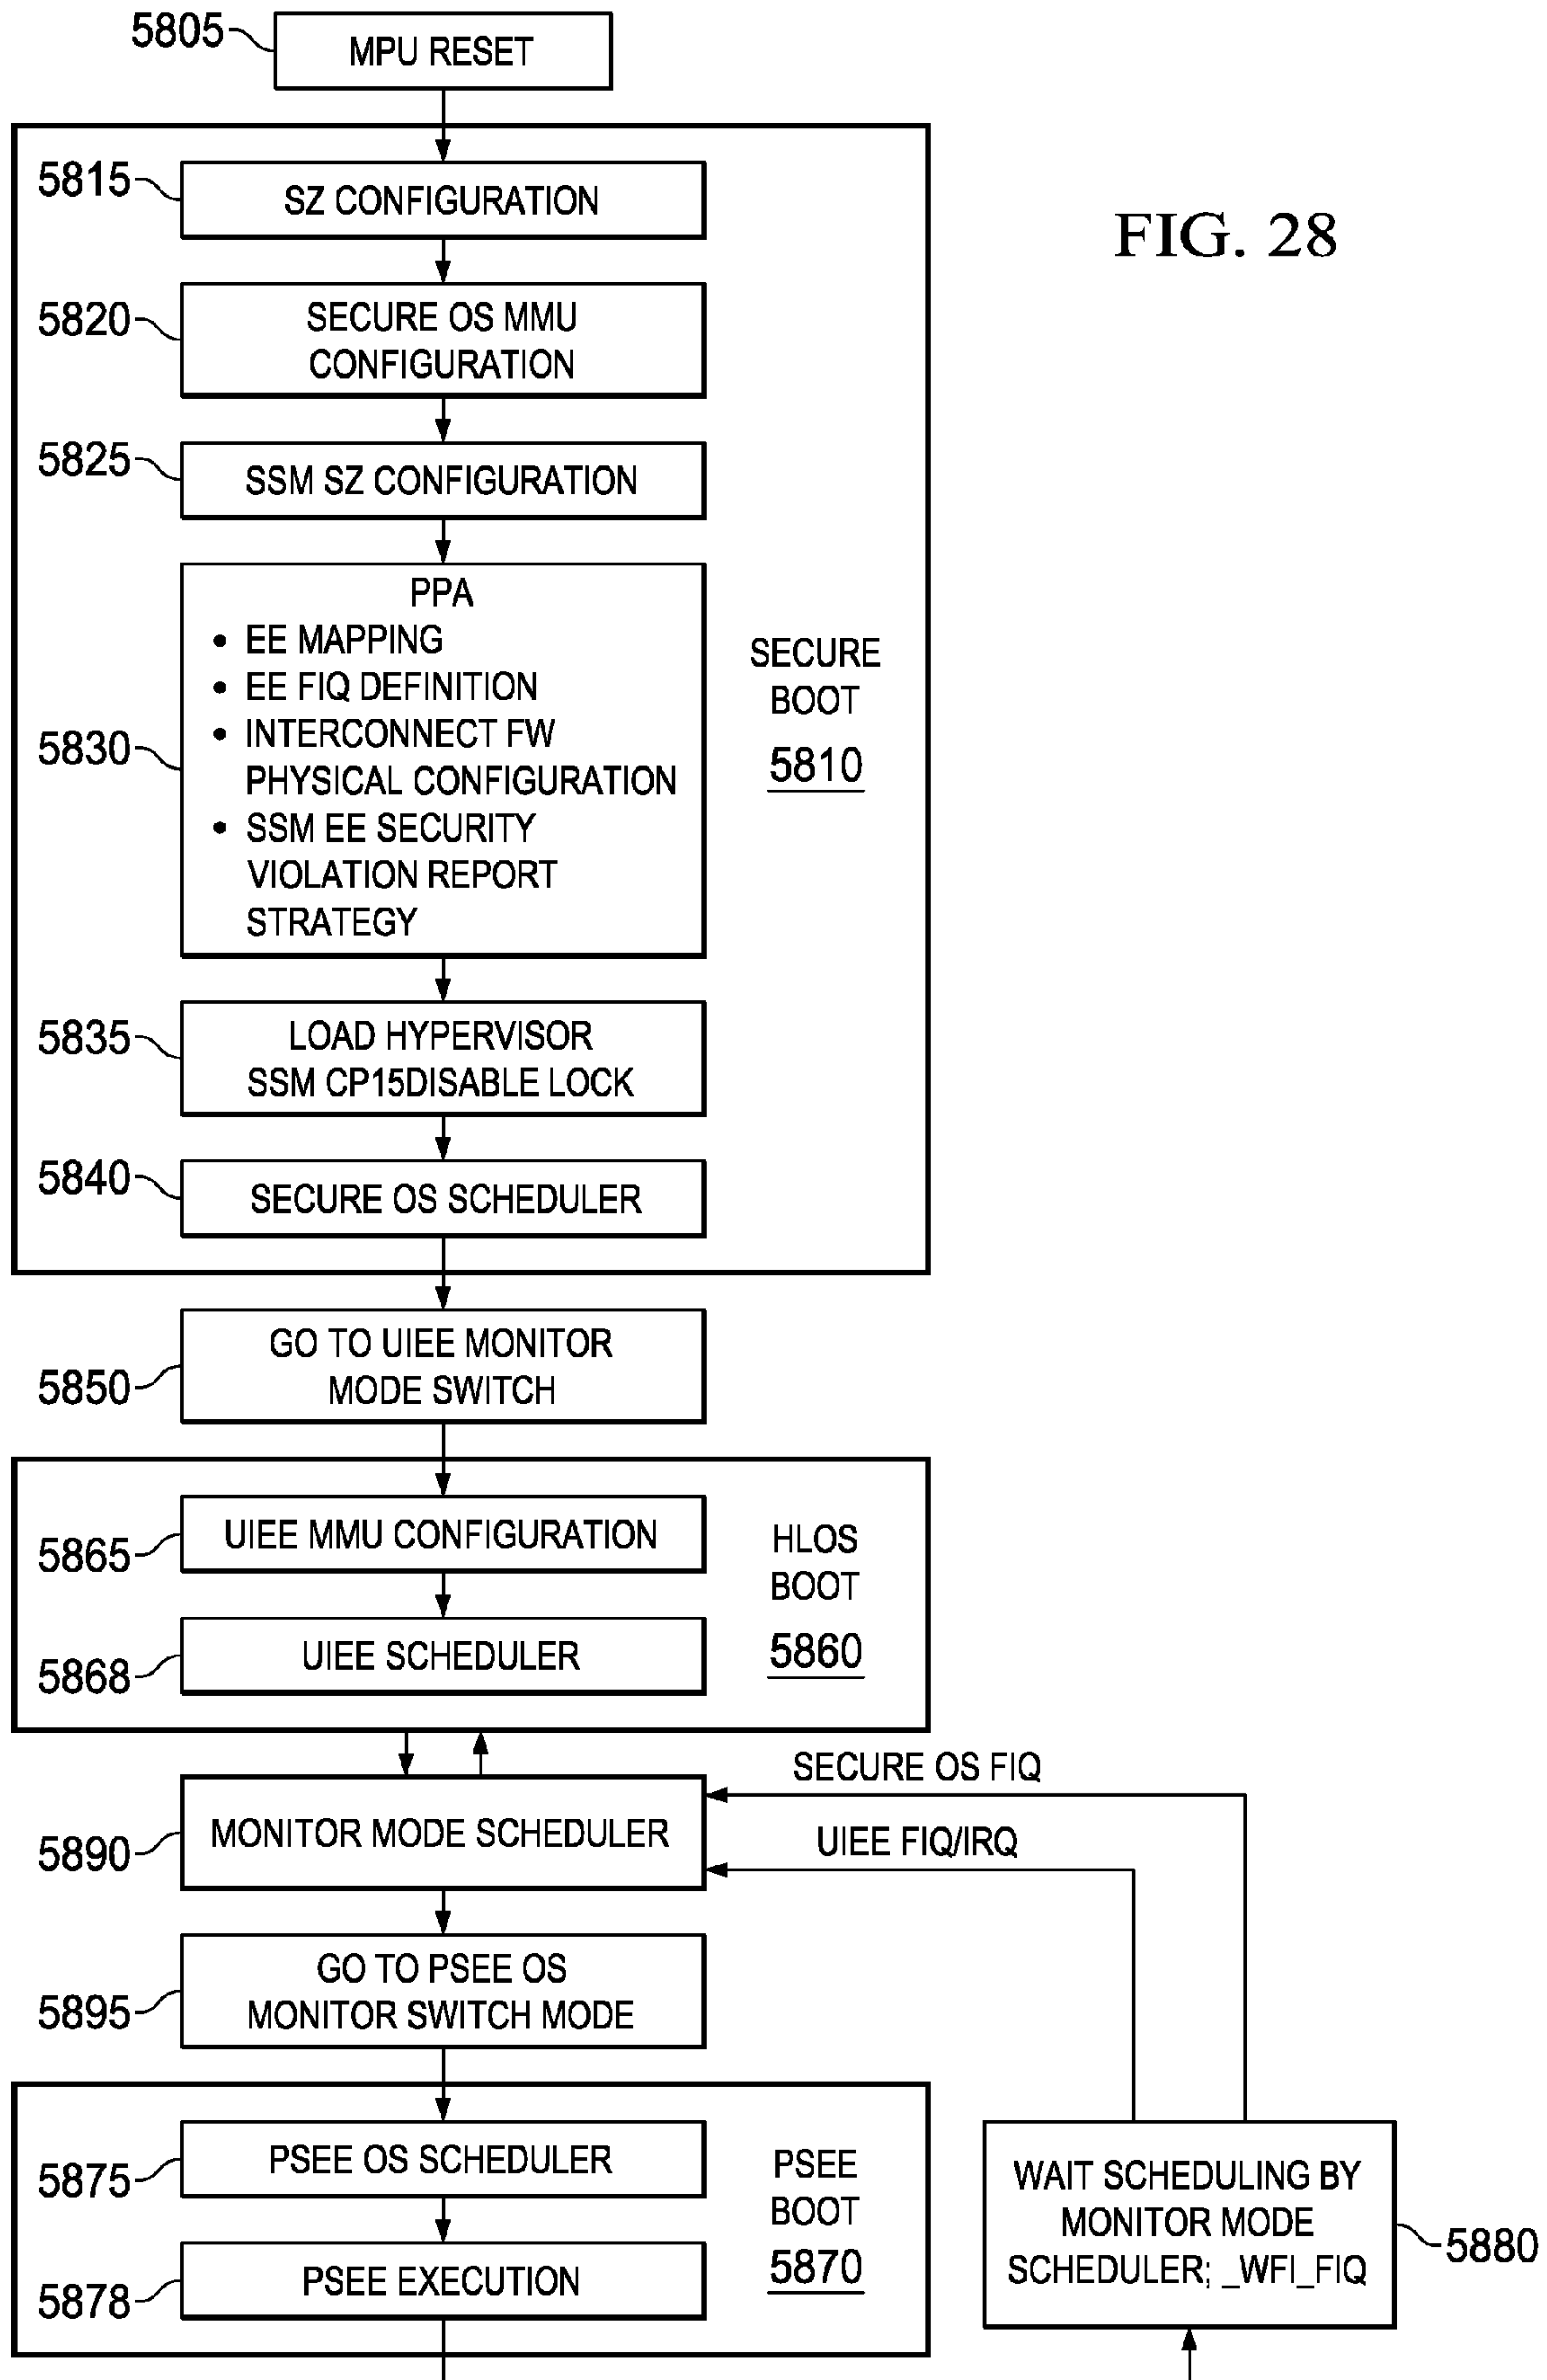 5805
MPU RESET
FIG. 28
5815
SZ CONFIGURATION
5820
SECURE OS MMU
CONFIGURATION
5825
SSM SZ CONFIGURATION
5830
PPA
• EE MAPPING
• EE FIQ DEFINITION
• INTERCONNECT FW
PHYSICAL CONFIGURATION
• SSM EE SECURITY
VIOLATION REPORT
STRATEGY
SECURE
BOOT
5810
5835
LOAD HYPERVISOR
SSM CP15DISABLE LOCK
5840
SECURE OS SCHEDULER
5850
GO TO UIEE MONITOR
MODE SWITCH
5865
UIEE MMU CONFIGURATION
5868
UIEE SCHEDULER
HLOS
BOOT
5860
SECURE OS FIQ
UIEE FIQ/IRQ
5890
MONITOR MODE SCHEDULER
5895
GO TO PSEE OS
MONITOR SWITCH MODE
5875
PSEE OS SCHEDULER
5878
PSEE EXECUTION
PSEE
BOOT
5870
WAIT SCHEDULING BY
MONITOR MODE
SCHEDULER; _WFI_FIQ
5880